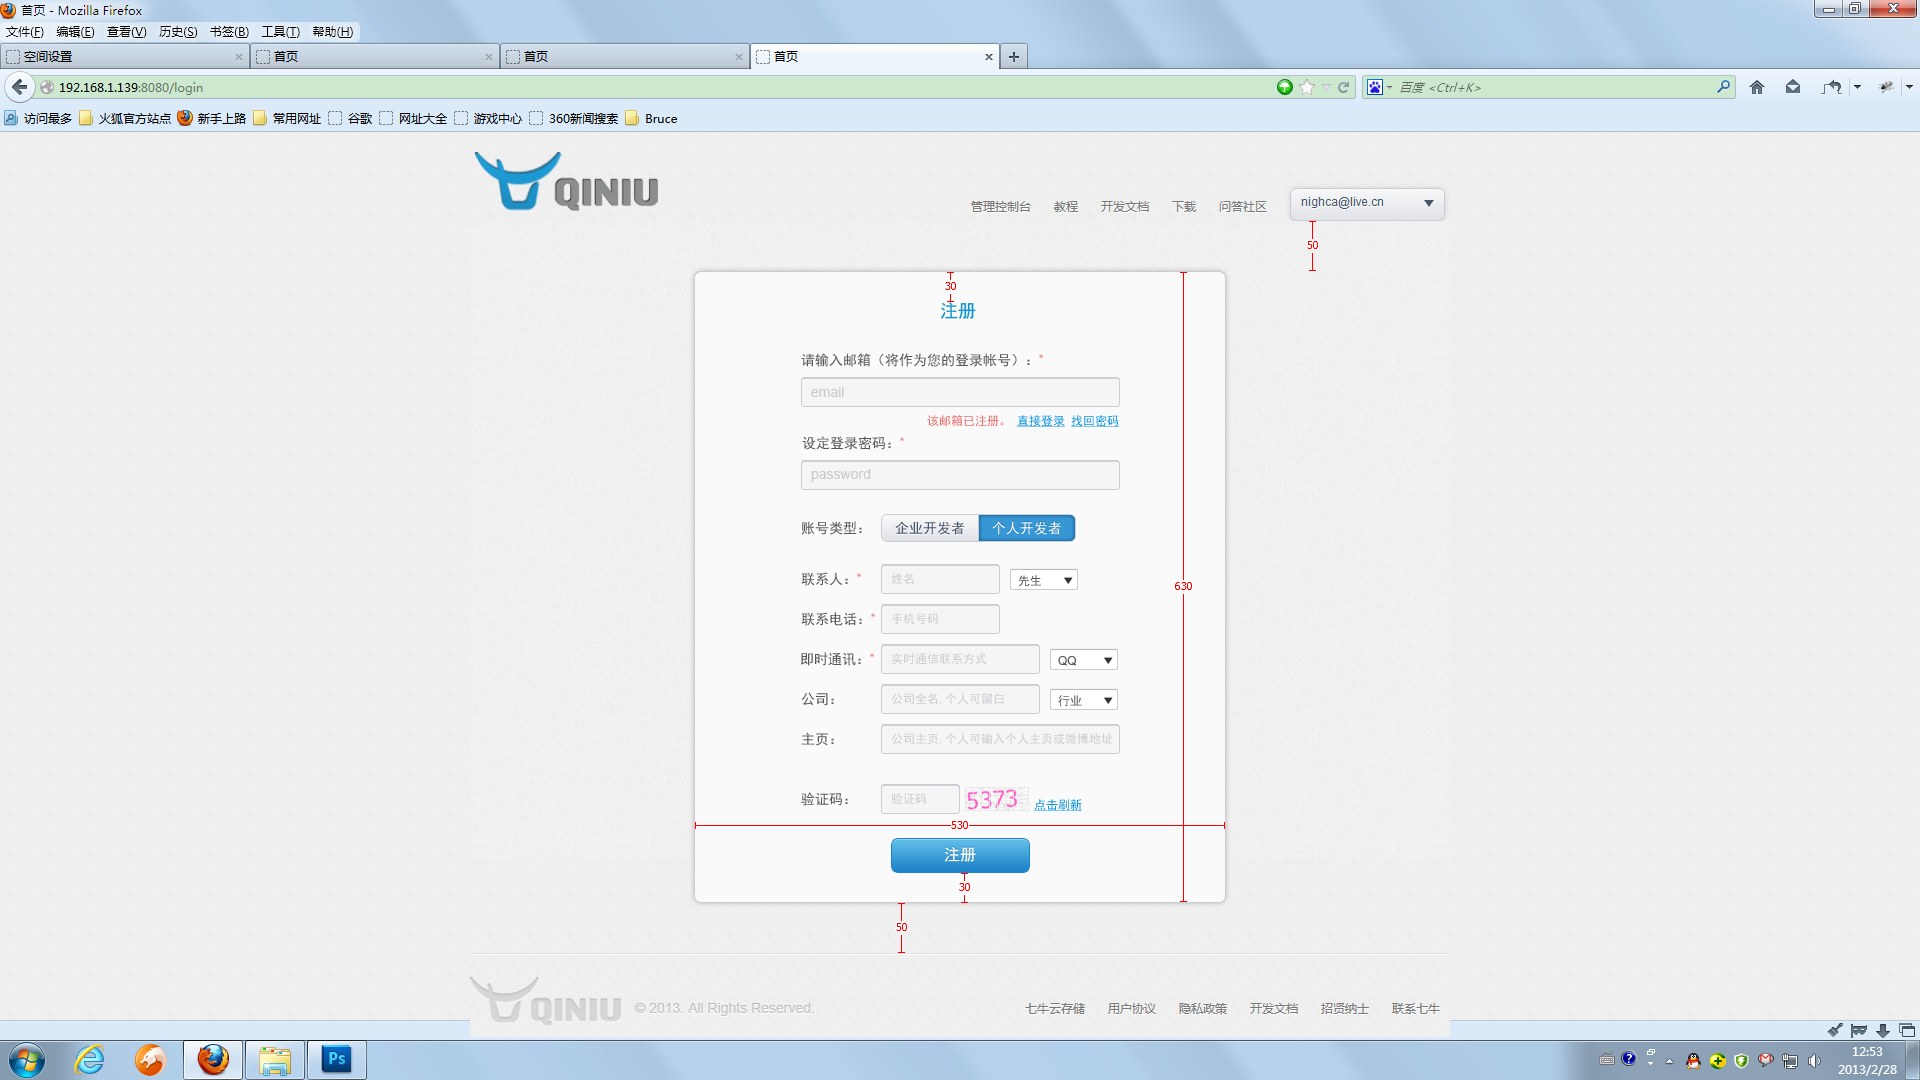 首页 - Mozilla Firefox
文件(F) 编辑(E) 查看(V) 历史(S) 书签(B) 工具(T) 帮助(H)
空间设置 首页 首页 首页
192.168.1.139:8080/login 百度 <Ctrl+K>
访问最多 火狐官方站点 新手上路 常用网址 谷歌 网址大全 游戏中心 360新闻搜索 Bruce
QINIU
管理控制台 教程 开发文档 下载 问答社区 nighca@live.cn
50
30
注册
请输入邮箱（将作为您的登录帐号）：*
email
该邮箱已注册。 直接登录 找回密码
设定登录密码：*
password
账号类型： 企业开发者 个人开发者
联系人：* 姓名 先生
630
联系电话：* 手机号码
即时通讯：* 实时通信联系方式 QQ
公司： 公司全名, 个人可留白 行业
主页： 公司主页, 个人可输入个人主页或微博地址
验证码： 验证码 5373 点击刷新
530
注册
30
50
QINIU © 2013. All Rights Reserved. 七牛云存储 用户协议 隐私政策 开发文档 招贤纳士 联系七牛
Ps
12:53
2013/2/28